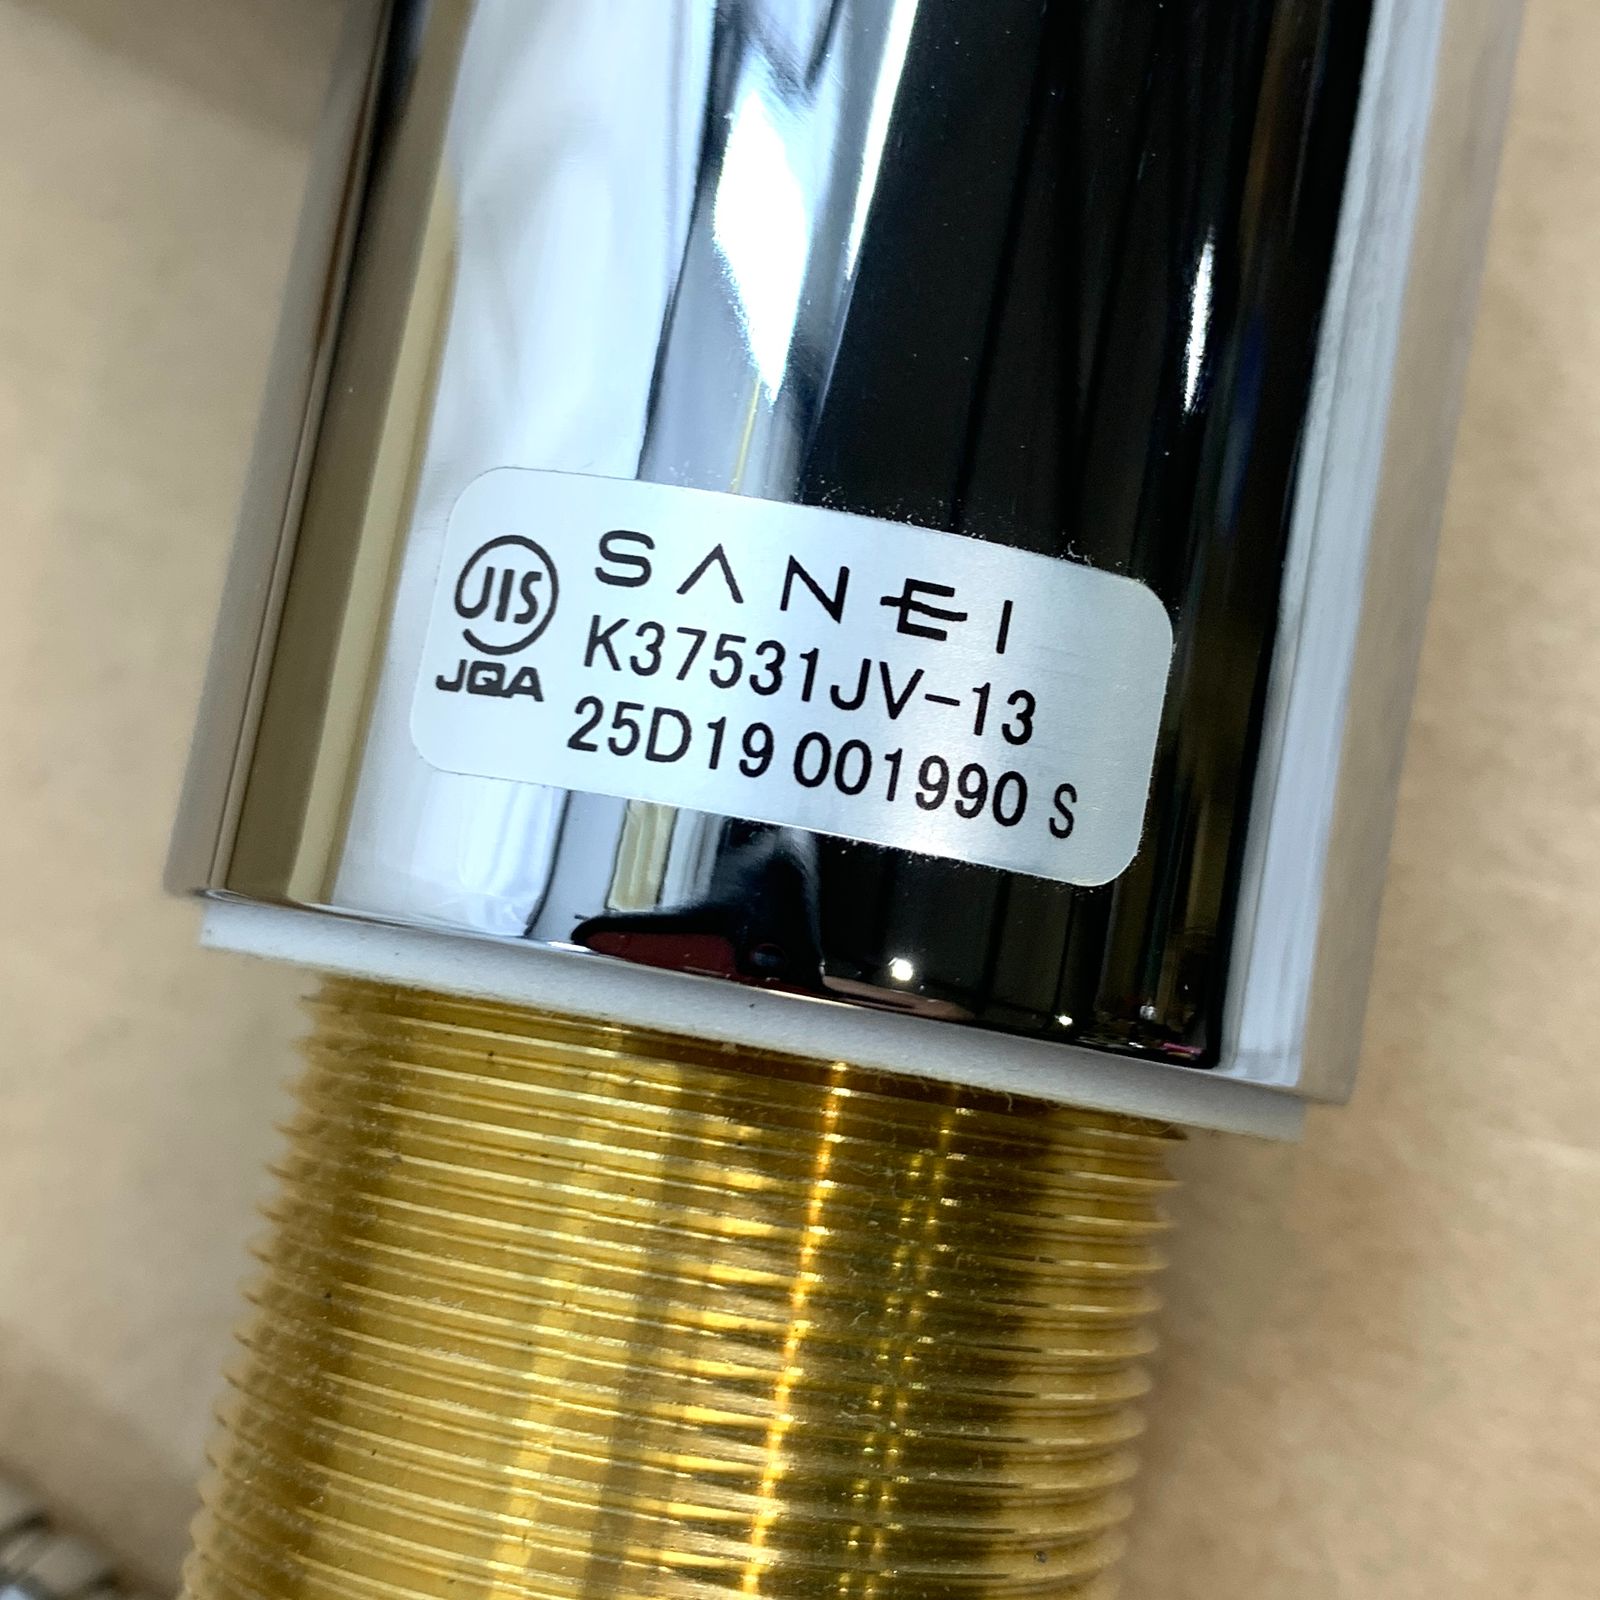 JIS
JQA
SANEI
K37531JV-13
25D19 001990 S